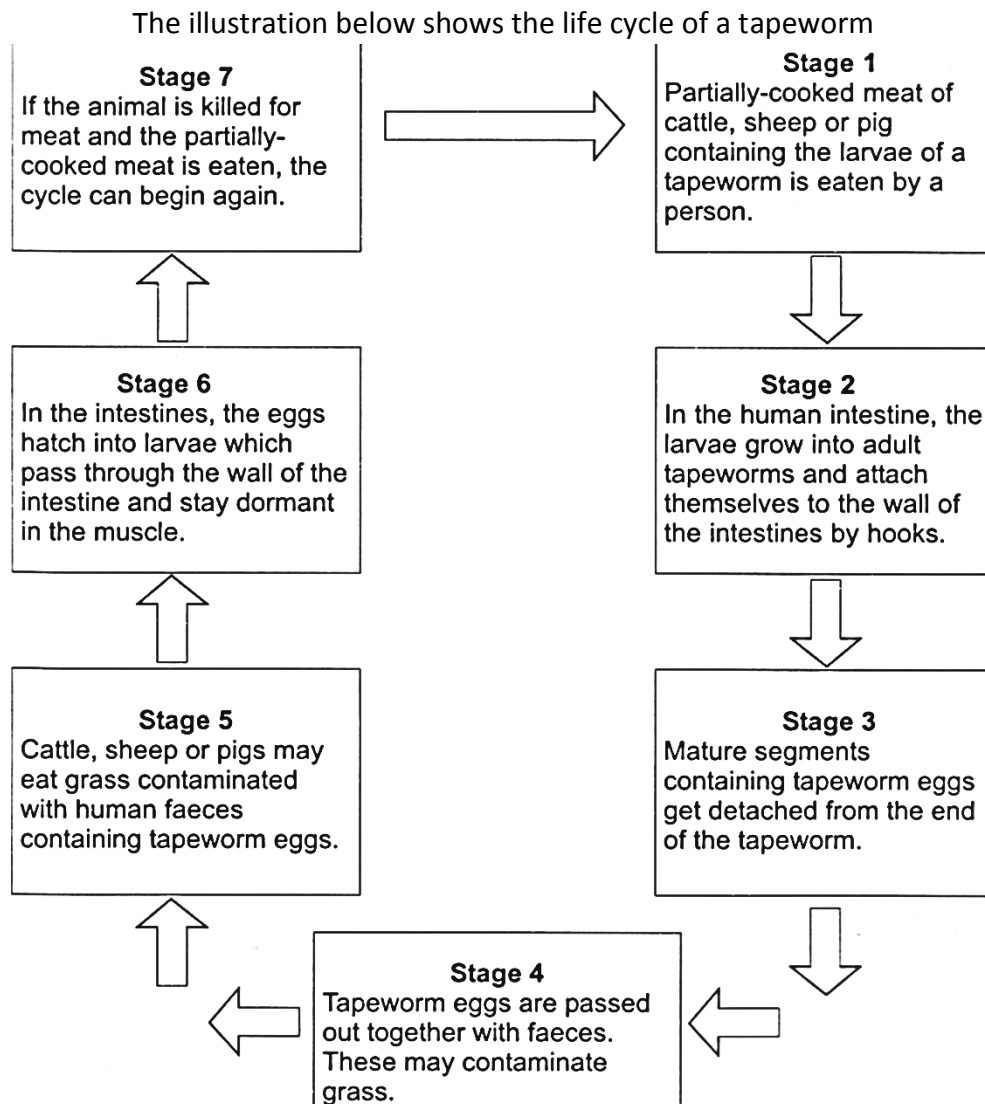 The illustration below shows the life cycle of a tapeworm
Stage 7
If the animal is killed for
meat and the partially-
cooked meat is eaten, the
cycle can begin again.
Stage 1
Partially-cooked meat of
cattle, sheep or pig
containing the larvae of a
tapeworm is eaten by a
person.
Stage 6
In the intestines, the eggs
hatch into larvae which
pass through the wall of the
intestine and stay dormant
in the muscle.
Stage 2
In the human intestine, the
larvae grow into adult
tapeworms and attach
themselves to the wall of
the intestines by hooks.
Stage 5
Cattle, sheep or pigs may
eat grass contaminated
with human faeces
containing tapeworm eggs.
Stage 3
Mature segments
containing tapeworm eggs
get detached from the end
of the tapeworm.
Stage 4
Tapeworm eggs are passed
out together with faeces.
These may contaminate
grass.